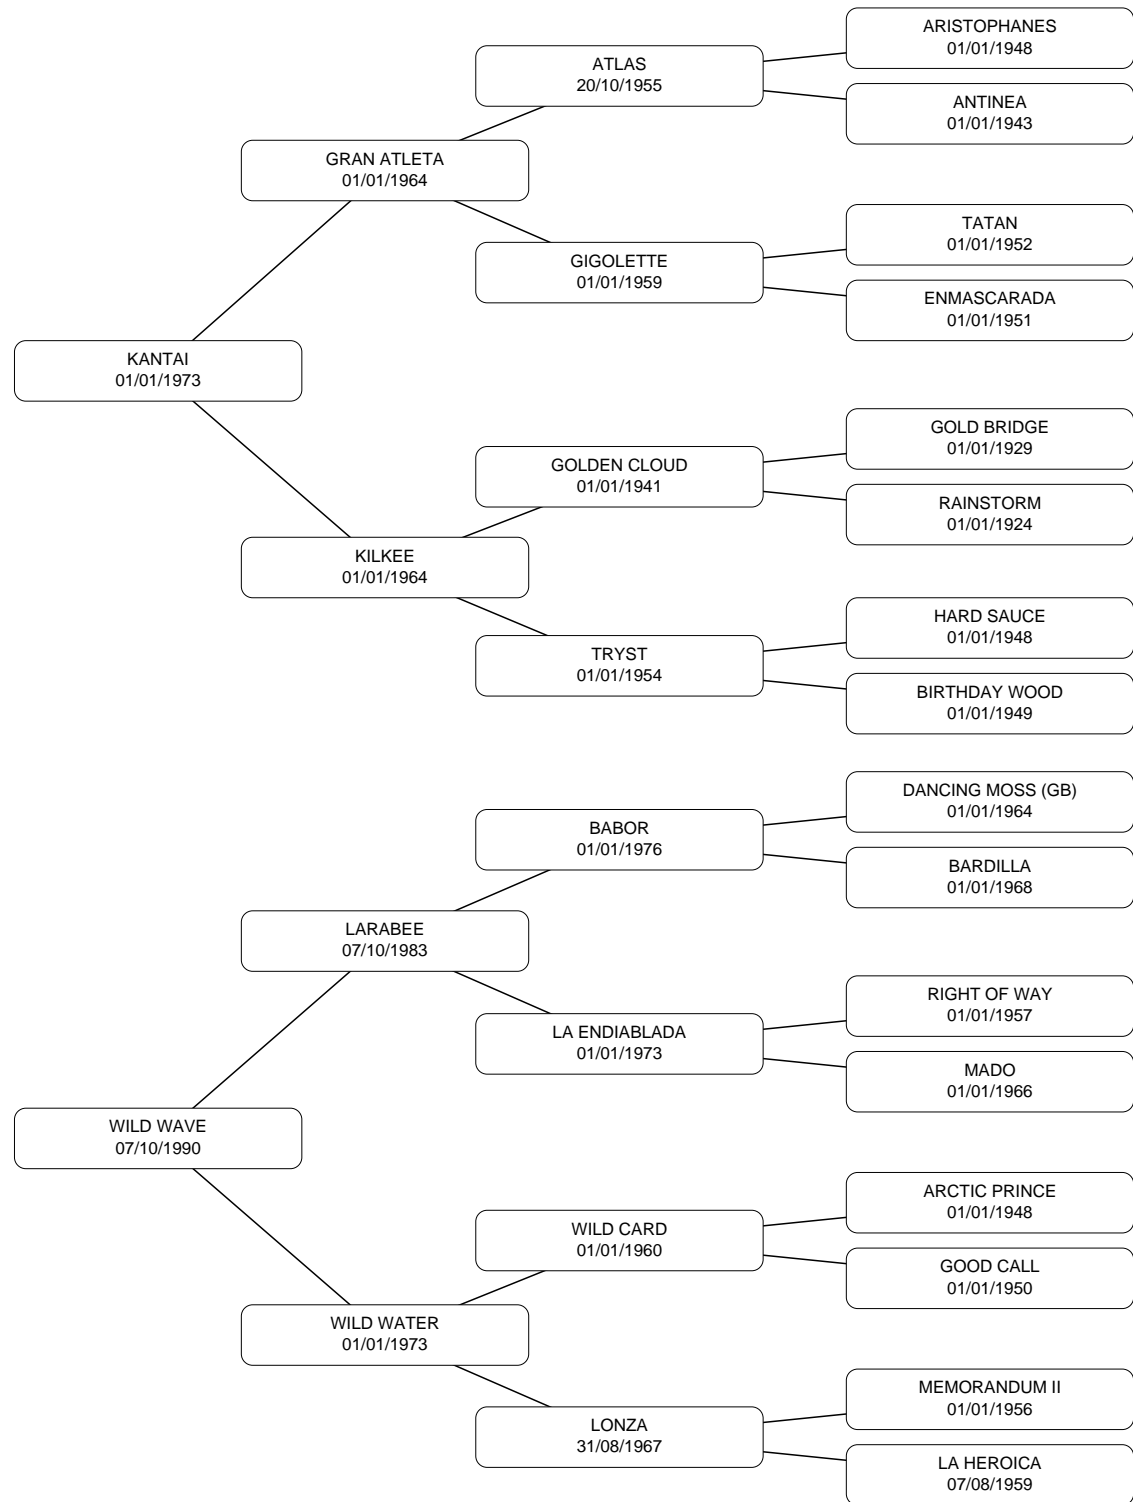 ARISTOPHANES
01/01/1948
ATLAS
20/10/1955
ANTINEA
01/01/1943
GRAN ATLETA
01/01/1964
TATAN
01/01/1952
GIGOLETTE
01/01/1959
ENMASCARADA
01/01/1951
KANTAI
01/01/1973
GOLD BRIDGE
01/01/1929
GOLDEN CLOUD
01/01/1941
RAINSTORM
01/01/1924
KILKEE
01/01/1964
HARD SAUCE
01/01/1948
TRYST
01/01/1954
BIRTHDAY WOOD
01/01/1949
DANCING MOSS (GB)
01/01/1964
BABOR
01/01/1976
BARDILLA
01/01/1968
LARABEE
07/10/1983
RIGHT OF WAY
01/01/1957
LA ENDIABLADA
01/01/1973
MADO
01/01/1966
WILD WAVE
07/10/1990
ARCTIC PRINCE
01/01/1948
WILD CARD
01/01/1960
GOOD CALL
01/01/1950
WILD WATER
01/01/1973
MEMORANDUM II
01/01/1956
LONZA
31/08/1967
LA HEROICA
07/08/1959